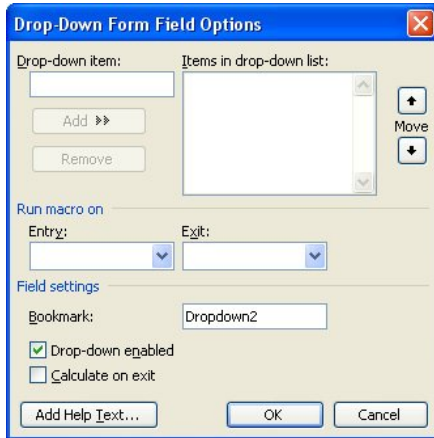 Drop-Down Form Field Options
Drop-down item:
Items in drop-down list:
Add
Remove
Move
Run macro on
Entry:
Exit:
Field settings
Bookmark:
Dropdown2
Drop-down enabled
Calculate on exit
Add Help Text...
OK
Cancel